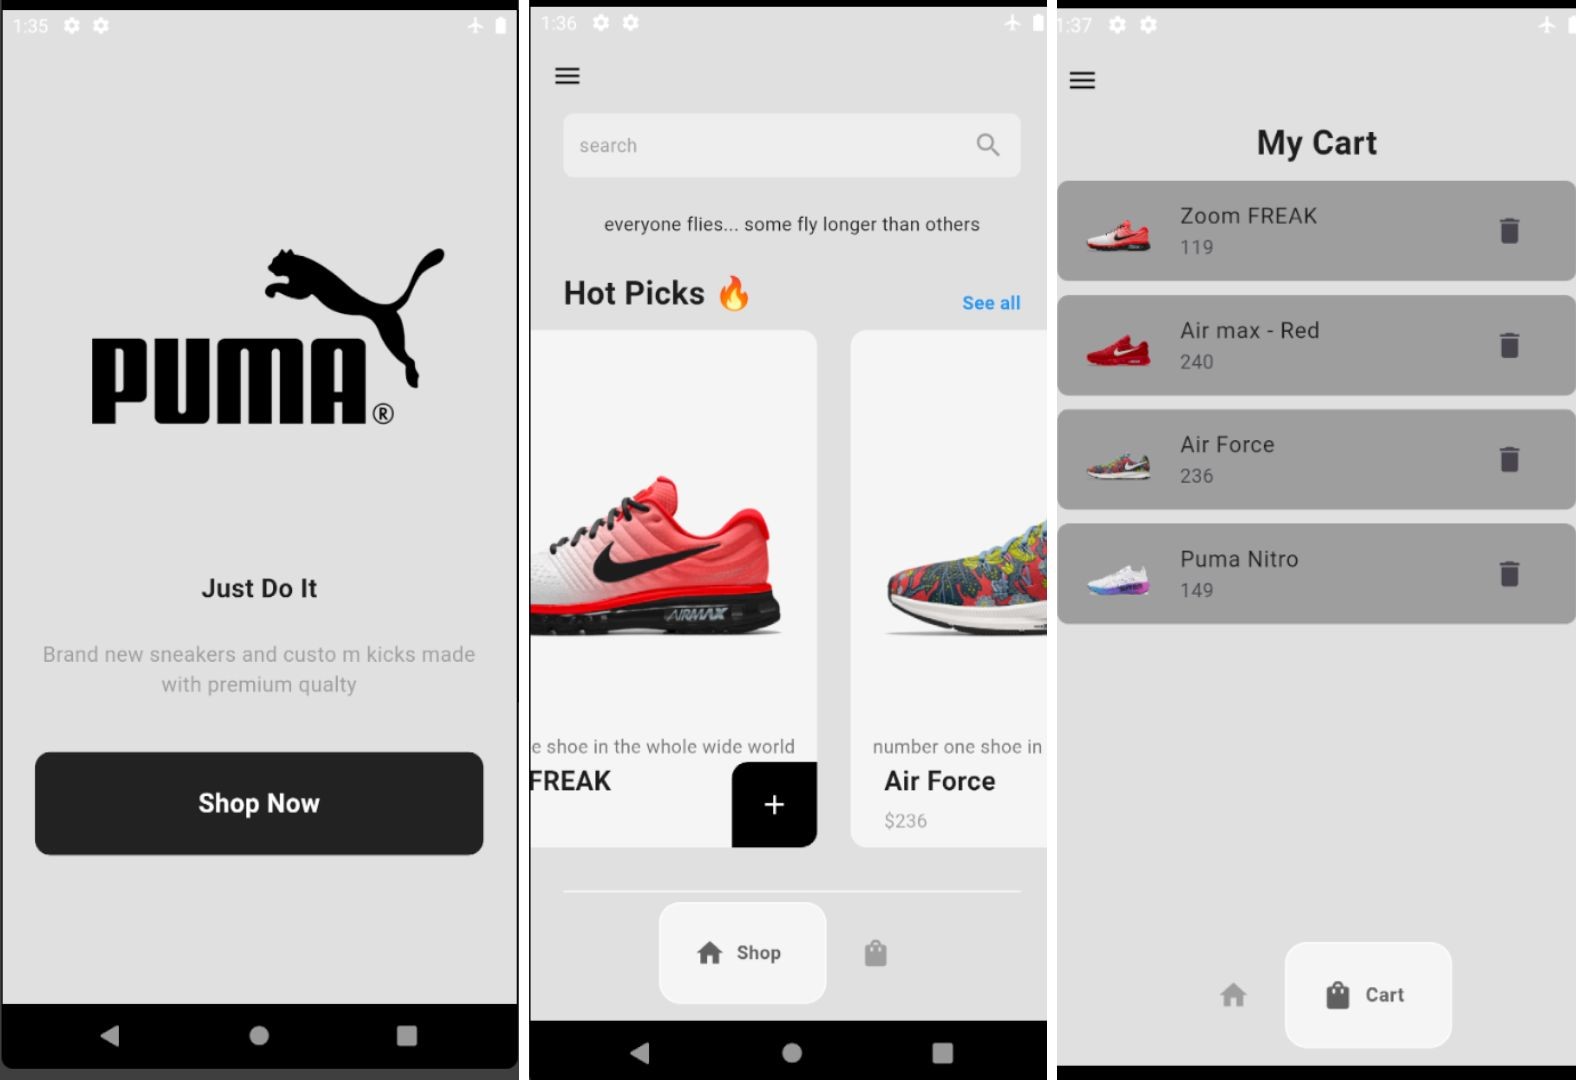 1:35
PUMA®
Just Do It
Brand new sneakers and custo m kicks made
with premium qualty
Shop Now
1:36
search
everyone flies... some fly longer than others
Hot Picks 🔥
See all
AIRMAX
e shoe in the whole wide world
FREAK
+
number one shoe in
Air Force
$236
Shop
1:37
My Cart
Zoom FREAK
119
Air max - Red
240
Air Force
236
Puma Nitro
149
Cart